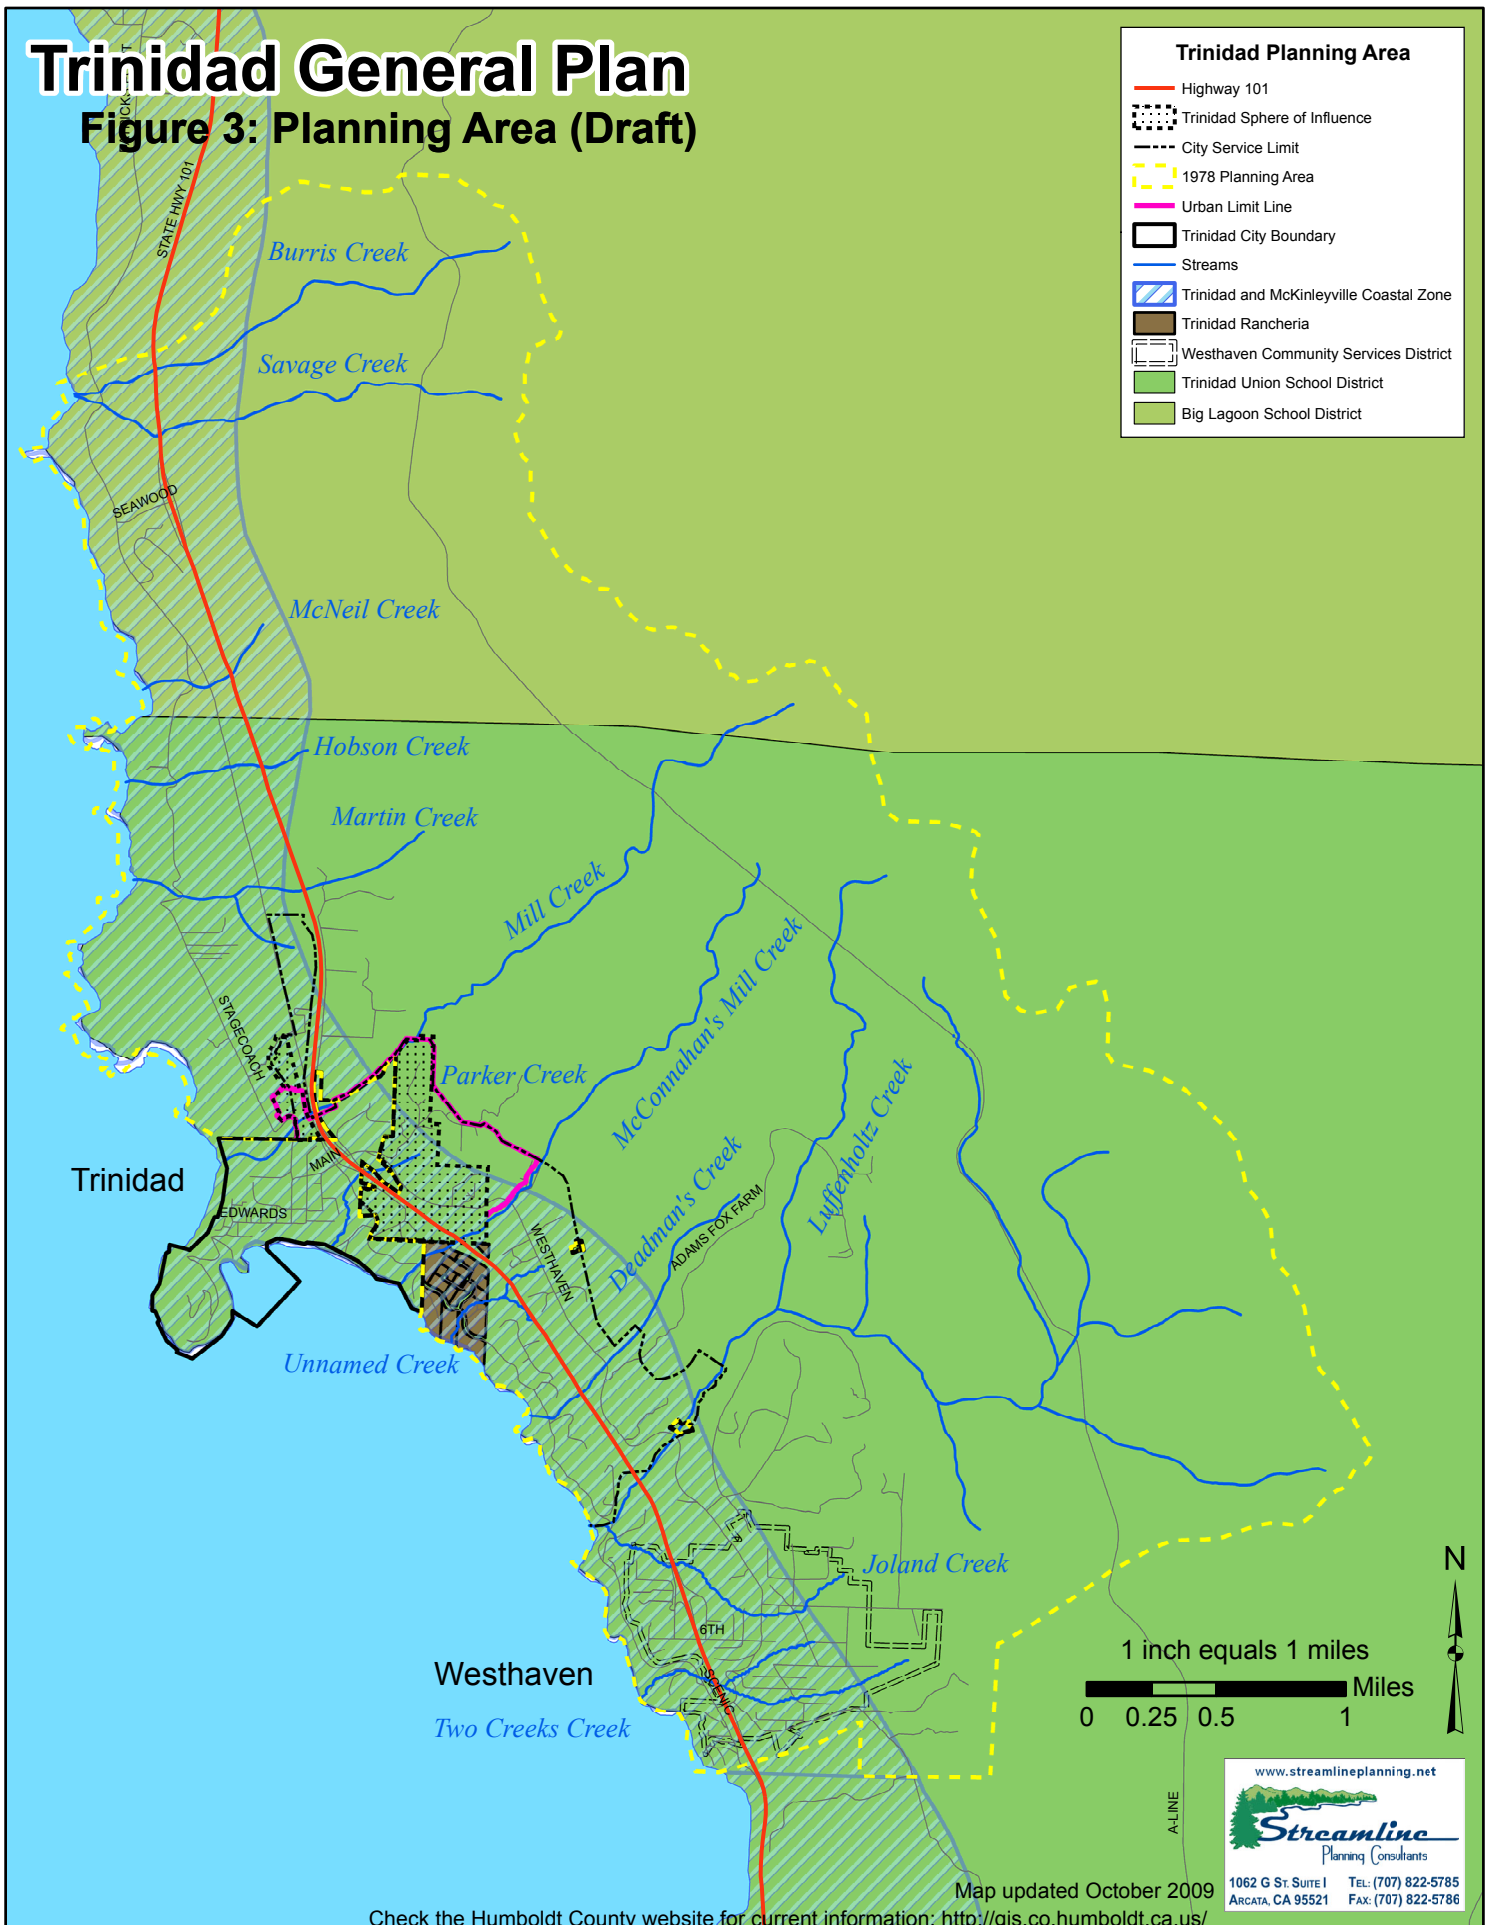 Trinidad General Plan
Figure 3: Planning Area (Draft)
Trinidad Planning Area
Highway 101
Trinidad Sphere of Influence
City Service Limit
1978 Planning Area
Urban Limit Line
Trinidad City Boundary
Streams
Trinidad and McKinleyville Coastal Zone
Trinidad Rancheria
Westhaven Community Services District
Trinidad Union School District
Big Lagoon School District
STATE HWY 101
Burris Creek
Savage Creek
SEAWOOD
McNeil Creek
Hobson Creek
Martin Creek
Mill Creek
McConnahan's Mill Creek
STAGECOACH
Parker Creek
Luffenholtz Creek
Deadman's Creek
ADAMS FOX FARM
Trinidad
MAIN
EDWARDS
WESTHAVEN
Unnamed Creek
Joland Creek
6TH
SCENIC
Westhaven
Two Creeks Creek
N
1 inch equals 1 miles
Miles
0 0.25 0.5 1
A-LINE
www.streamlineplanning.net
Streamline
Planning Consultants
1062 G St. Suite I Tel: (707) 822-5785
Arcata, CA 95521 Fax: (707) 822-5786
Map updated October 2009
Check the Humboldt County website for current information: http://gis.co.humboldt.ca.us/